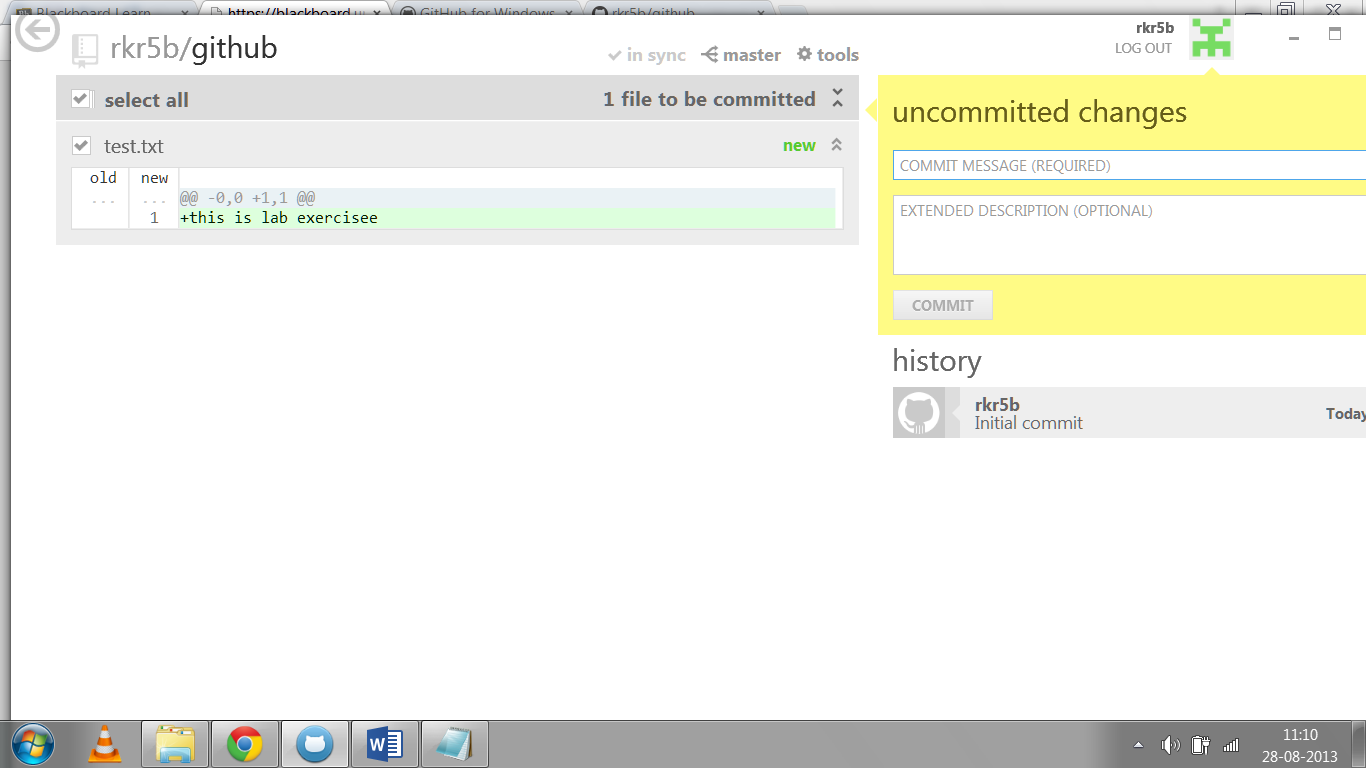 Blackboard Learn
https://blackboard.u
GitHub for Windows
rkr5b/github
rkr5b/github
in sync
master
tools
rkr5b
LOG OUT
select all
1 file to be committed
test.txt
new
old new
... ... @@ -0,0 +1,1 @@
1 +this is lab exercisee
uncommitted changes
COMMIT MESSAGE (REQUIRED)
EXTENDED DESCRIPTION (OPTIONAL)
COMMIT
history
rkr5b
Initial commit
Today
11:10
28-08-2013